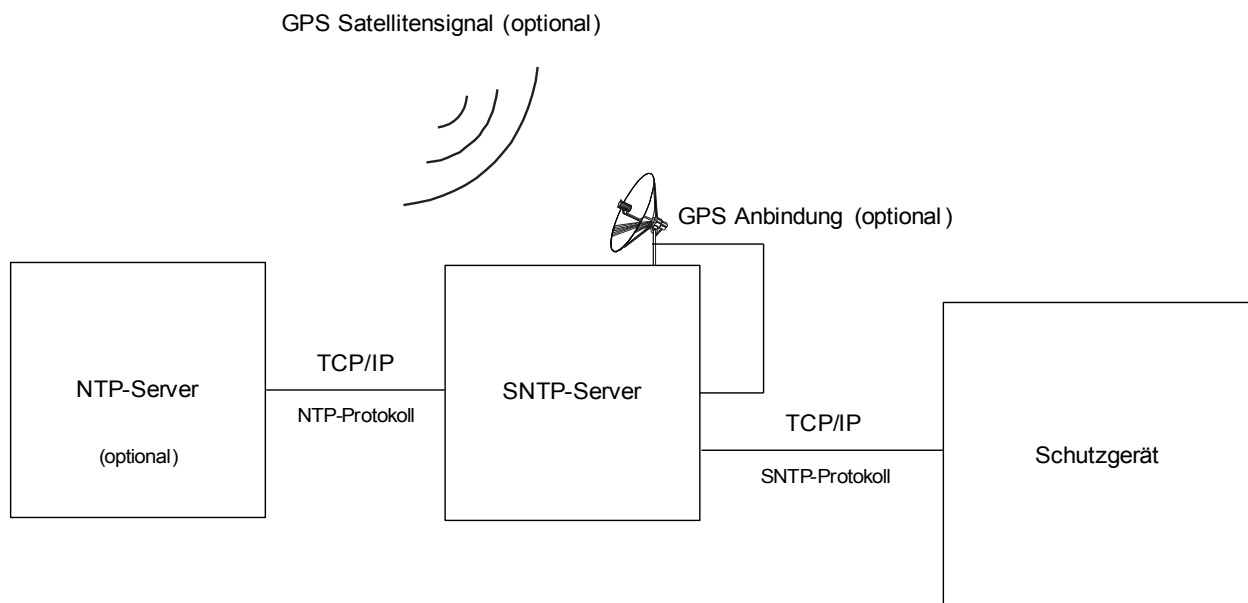 GPS Satellitensignal (optional)
GPS Anbindung (optional)
NTP-Server
(optional)
TCP/IP
NTP-Protokoll
SNTP-Server
TCP/IP
SNTP-Protokoll
Schutzgerät